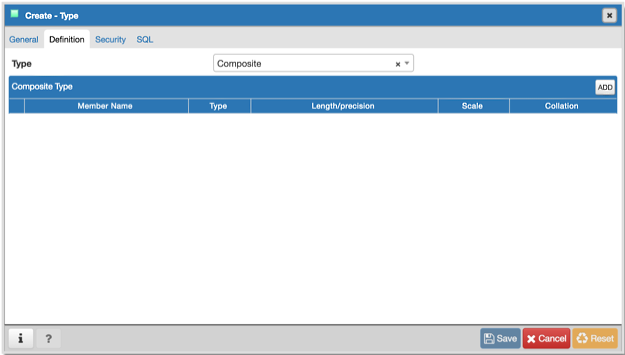 Create - Type
General Definition Security SQL
Type Composite
Composite Type ADD
Member Name Type Length/precision Scale Collation
i ? Save Cancel Reset